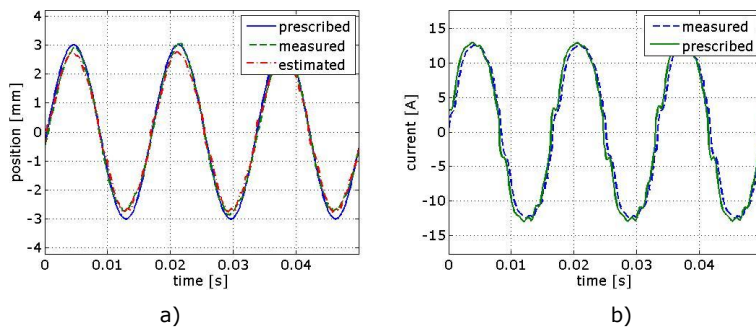 prescribed
measured
estimated
position [mm]
4
3
2
1
0
-1
-2
-3
-4
0
0.01
0.02
0.03
0.04
time [s]
a)
measured
prescribed
current [A]
15
10
5
0
-5
-10
-15
0
0.01
0.02
0.03
0.04
time [s]
b)